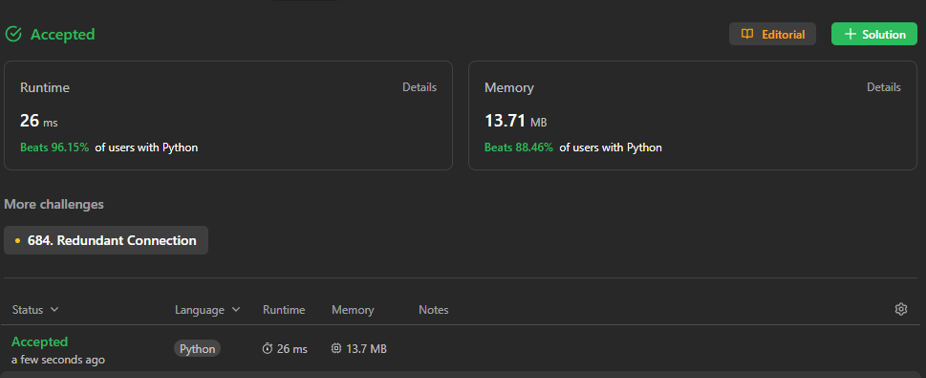 Accepted
Editorial
Solution
Runtime
Details
26 ms
Beats 96.15% of users with Python
Memory
Details
13.71 MB
Beats 88.46% of users with Python
More challenges
684. Redundant Connection
Status Language Runtime Memory Notes
Accepted
a few seconds ago
Python 26 ms 13.7 MB